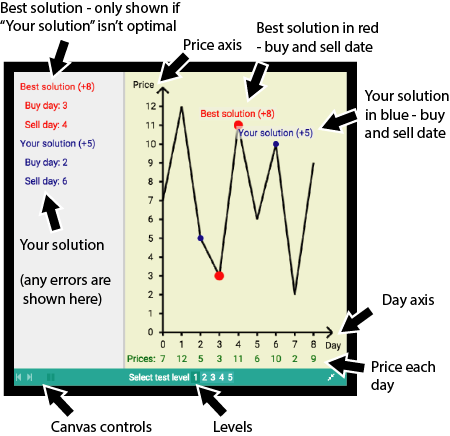 Best solution - only shown if
“Your solution” isn’t optimal
Price axis
Best solution in red
- buy and sell date
Your solution
in blue - buy
and sell date
Best solution (+8)
Buy day: 3
Sell day: 4
Your solution (+5)
Buy day: 2
Sell day: 6
Your solution
(any errors are
shown here)
Price
12
11
10
9
8
7
6
5
4
3
2
1
0
Best solution (+8)
Your solution (+5)
0 1 2 3 4 5 6 7 8 Day
Prices: 7 12 5 3 11 6 10 2 9
Day axis
Price each
day
Select test level 1 2 3 4 5
Canvas controls
Levels